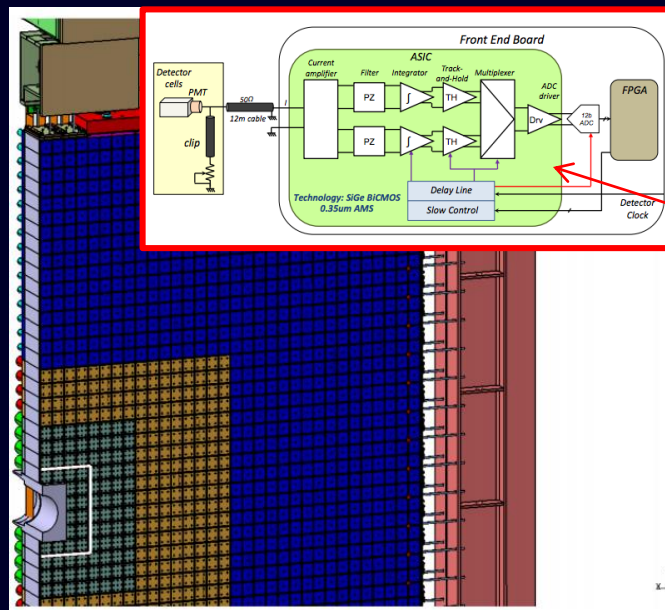 Front End Board
ASIC
Detector
cells
PMT
clip
50Ω
12m cable
I
Current
amplifier
Filter
Integrator
Track-
and-Hold
Multiplexer
ADC
driver
PZ
∫
TH
Drv
12b
ADC
FPGA
PZ
∫
TH
Technology: SiGe BiCMOS
0.35um AMS
Delay Line
Slow Control
Detector
Clock